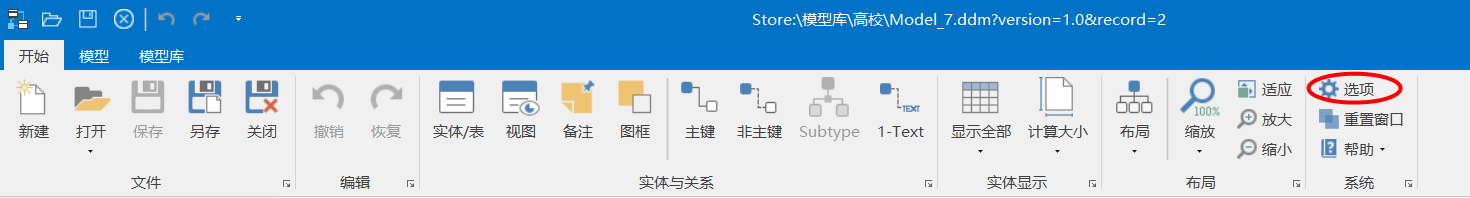 Store:\模型库\高校\Model_7.ddm?version=1.0&record=2
开始 模型 模型库
新建 打开 保存 另存 关闭 撤销 恢复 实体/表 视图 备注 图框 主键 非主键 Subtype TEXT 1-Text 显示全部 计算大小 布局 100% 缩放 适应 选项
放大 重置窗口
缩小 帮助
文件 编辑 实体与关系 实体显示 布局 系统